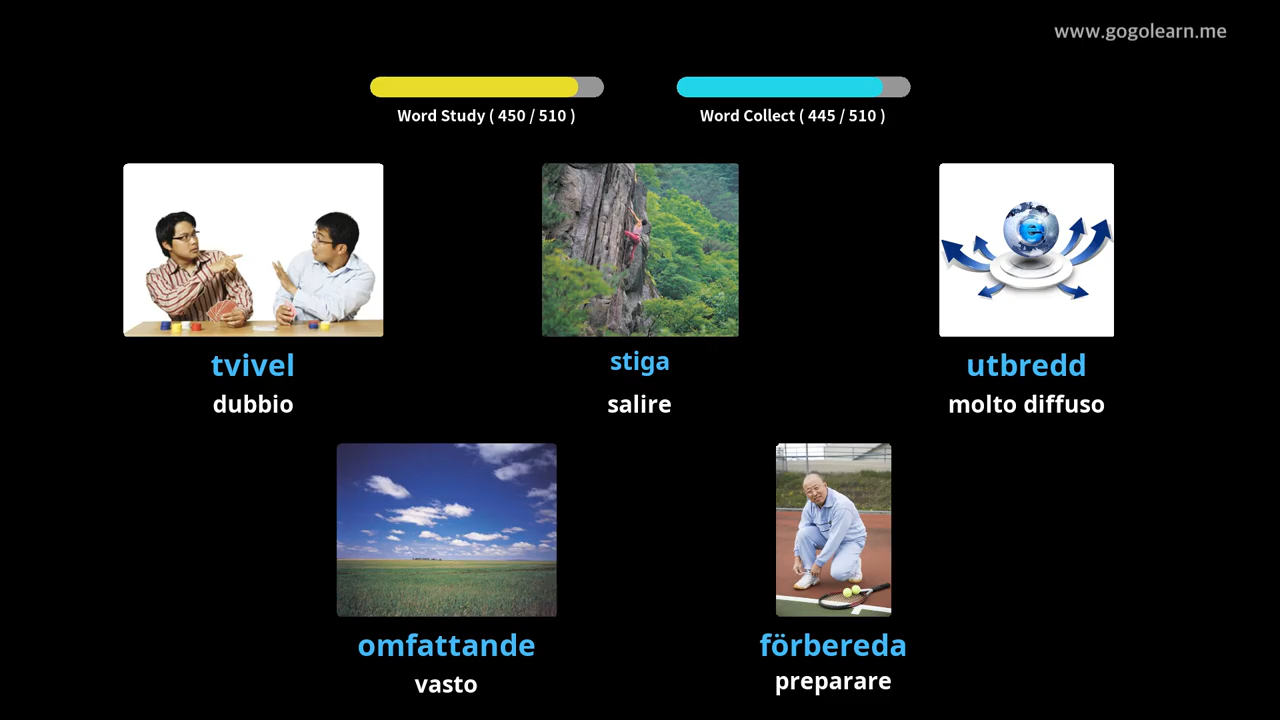 www.gogolearn.me
Word Study ( 450 / 510 )
Word Collect ( 445 / 510 )
tvivel
dubbio
stiga
salire
utbredd
molto diffuso
omfattande
vasto
förbereda
preparare